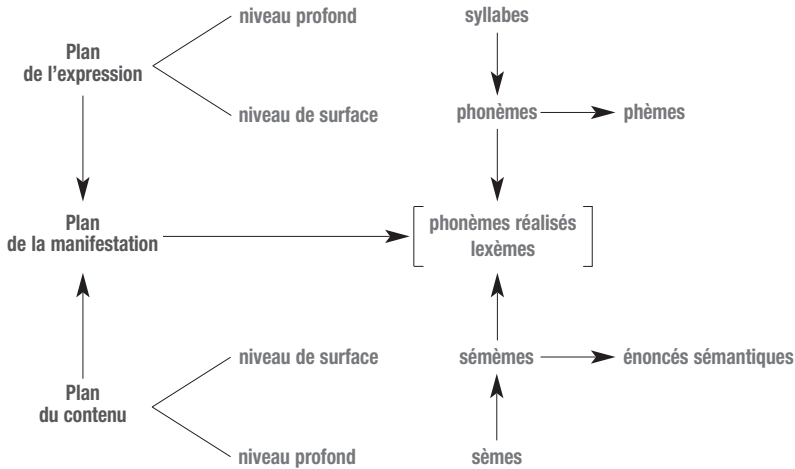 niveau profond
syllabes
Plan
de l'expression
niveau de surface
phonèmes
phèmes
Plan
de la manifestation
phonèmes réalisés
lexèmes
niveau de surface
sémèmes
énoncés sémantiques
Plan
du contenu
niveau profond
sèmes